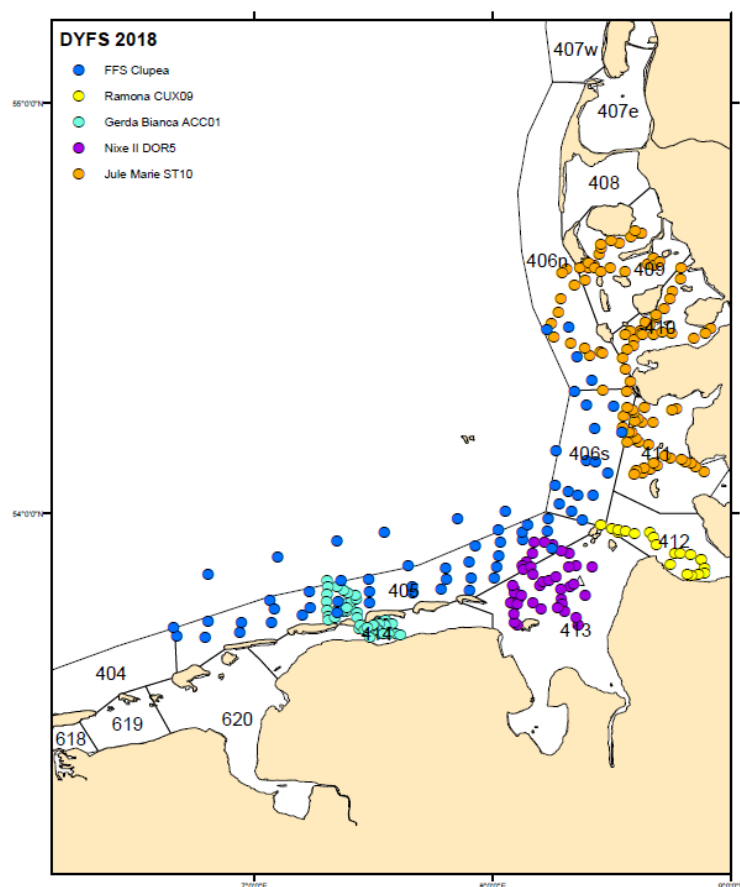 DYFS 2018
FFS Clupea
Ramona CUX09
Gerda Bianca ACC01
Nixe II DOR5
Jule Marie ST10
407w
55°0'0"N
407e
408
406n
409
410
406s
411
54°0'0"N
412
405
413
414
404
619
620
618